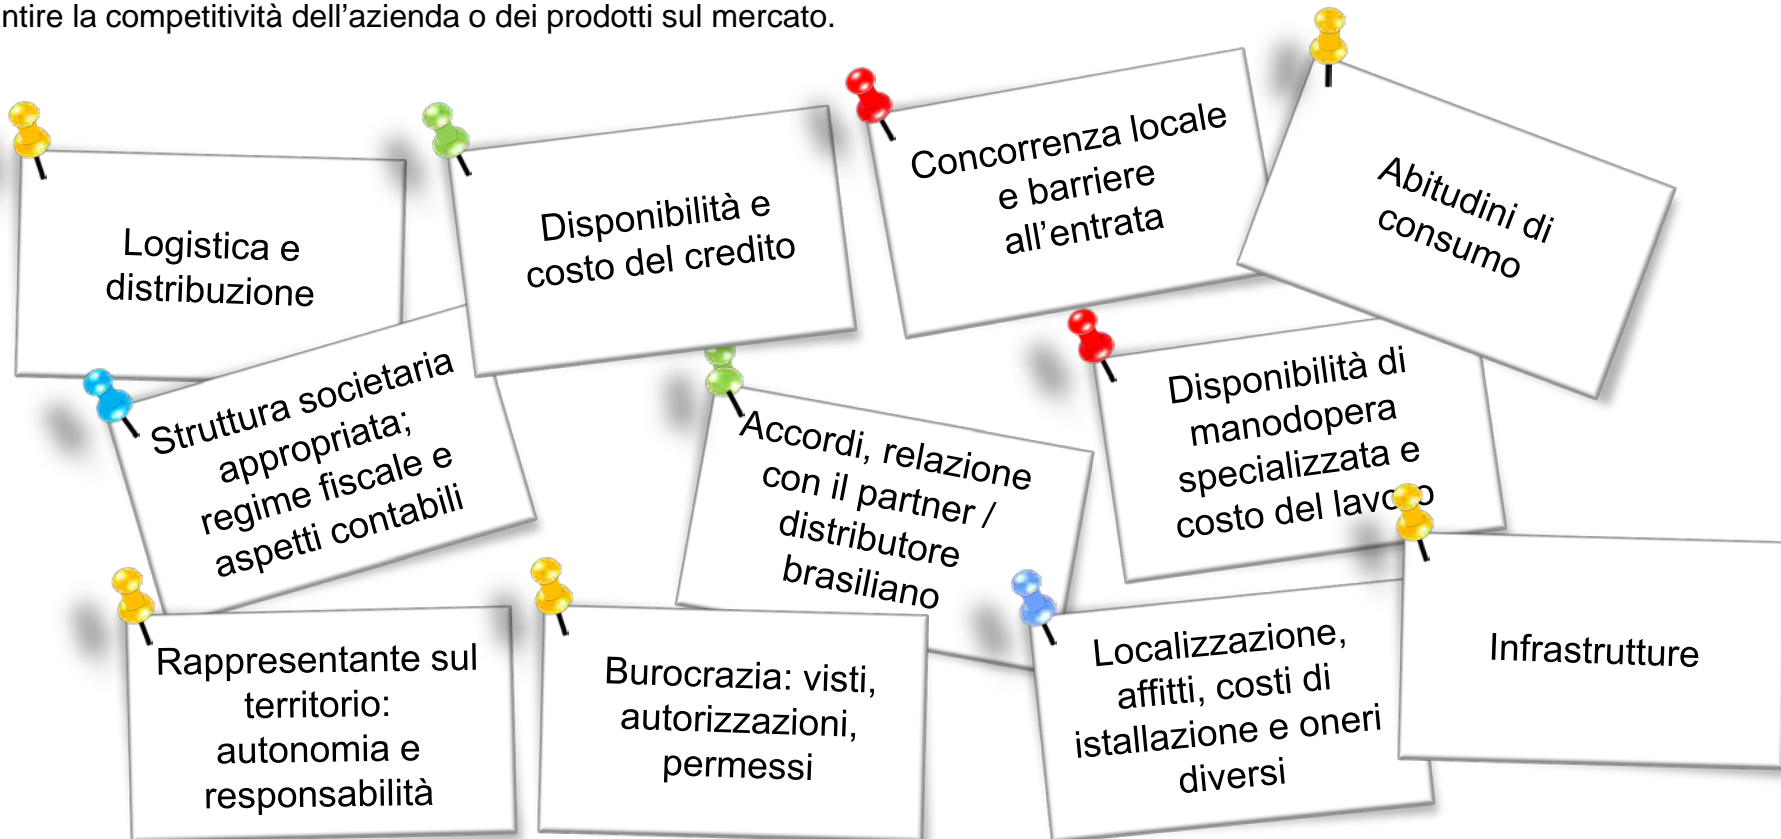 ntire la competitività dell’azienda o dei prodotti sul mercato.
Logistica e
distribuzione
Disponibilità e
costo del credito
Concorrenza locale
e barriere
all’entrata
Abitudini di
consumo
Struttura societaria
appropriata;
regime fiscale e
aspetti contabili
Accordi, relazione
con il partner /
distributore
brasiliano
Disponibilità di
manodopera
specializzata e
costo del lavoro
Rappresentante sul
territorio:
autonomia e
responsabilità
Burocrazia: visti,
autorizzazioni,
permessi
Localizzazione,
affitti, costi di
istallazione e oneri
diversi
Infrastrutture